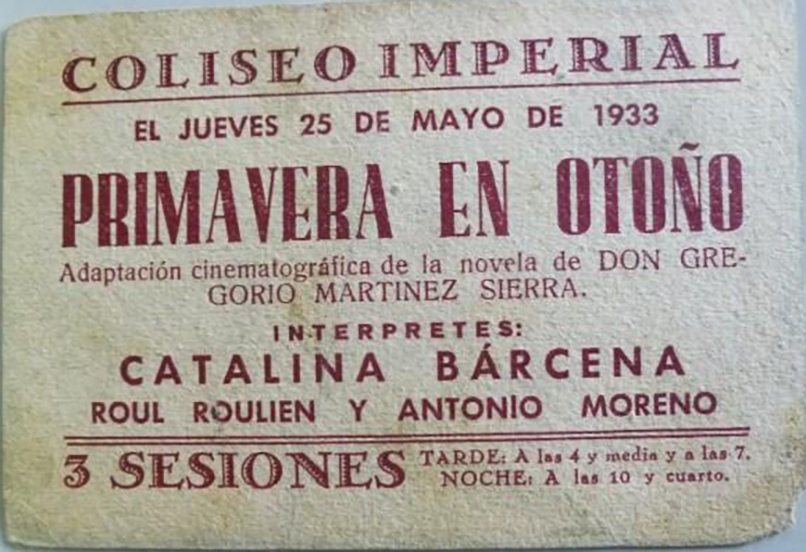 COLISEO IMPERIAL
EL JUEVES 25 DE MAYO DE 1933
PRIMAVERA EN OTOÑO
Adaptación cinematográfica de la novela de DON GRE-
GORIO MARTINEZ SIERRA.
INTERPRETES:
CATALINA BÁRCENA
ROUL ROULIEN Y ANTONIO MORENO
3 SESIONES TARDE: A las 4 y media y a las 7.
NOCHE: A las 10 y cuarto.